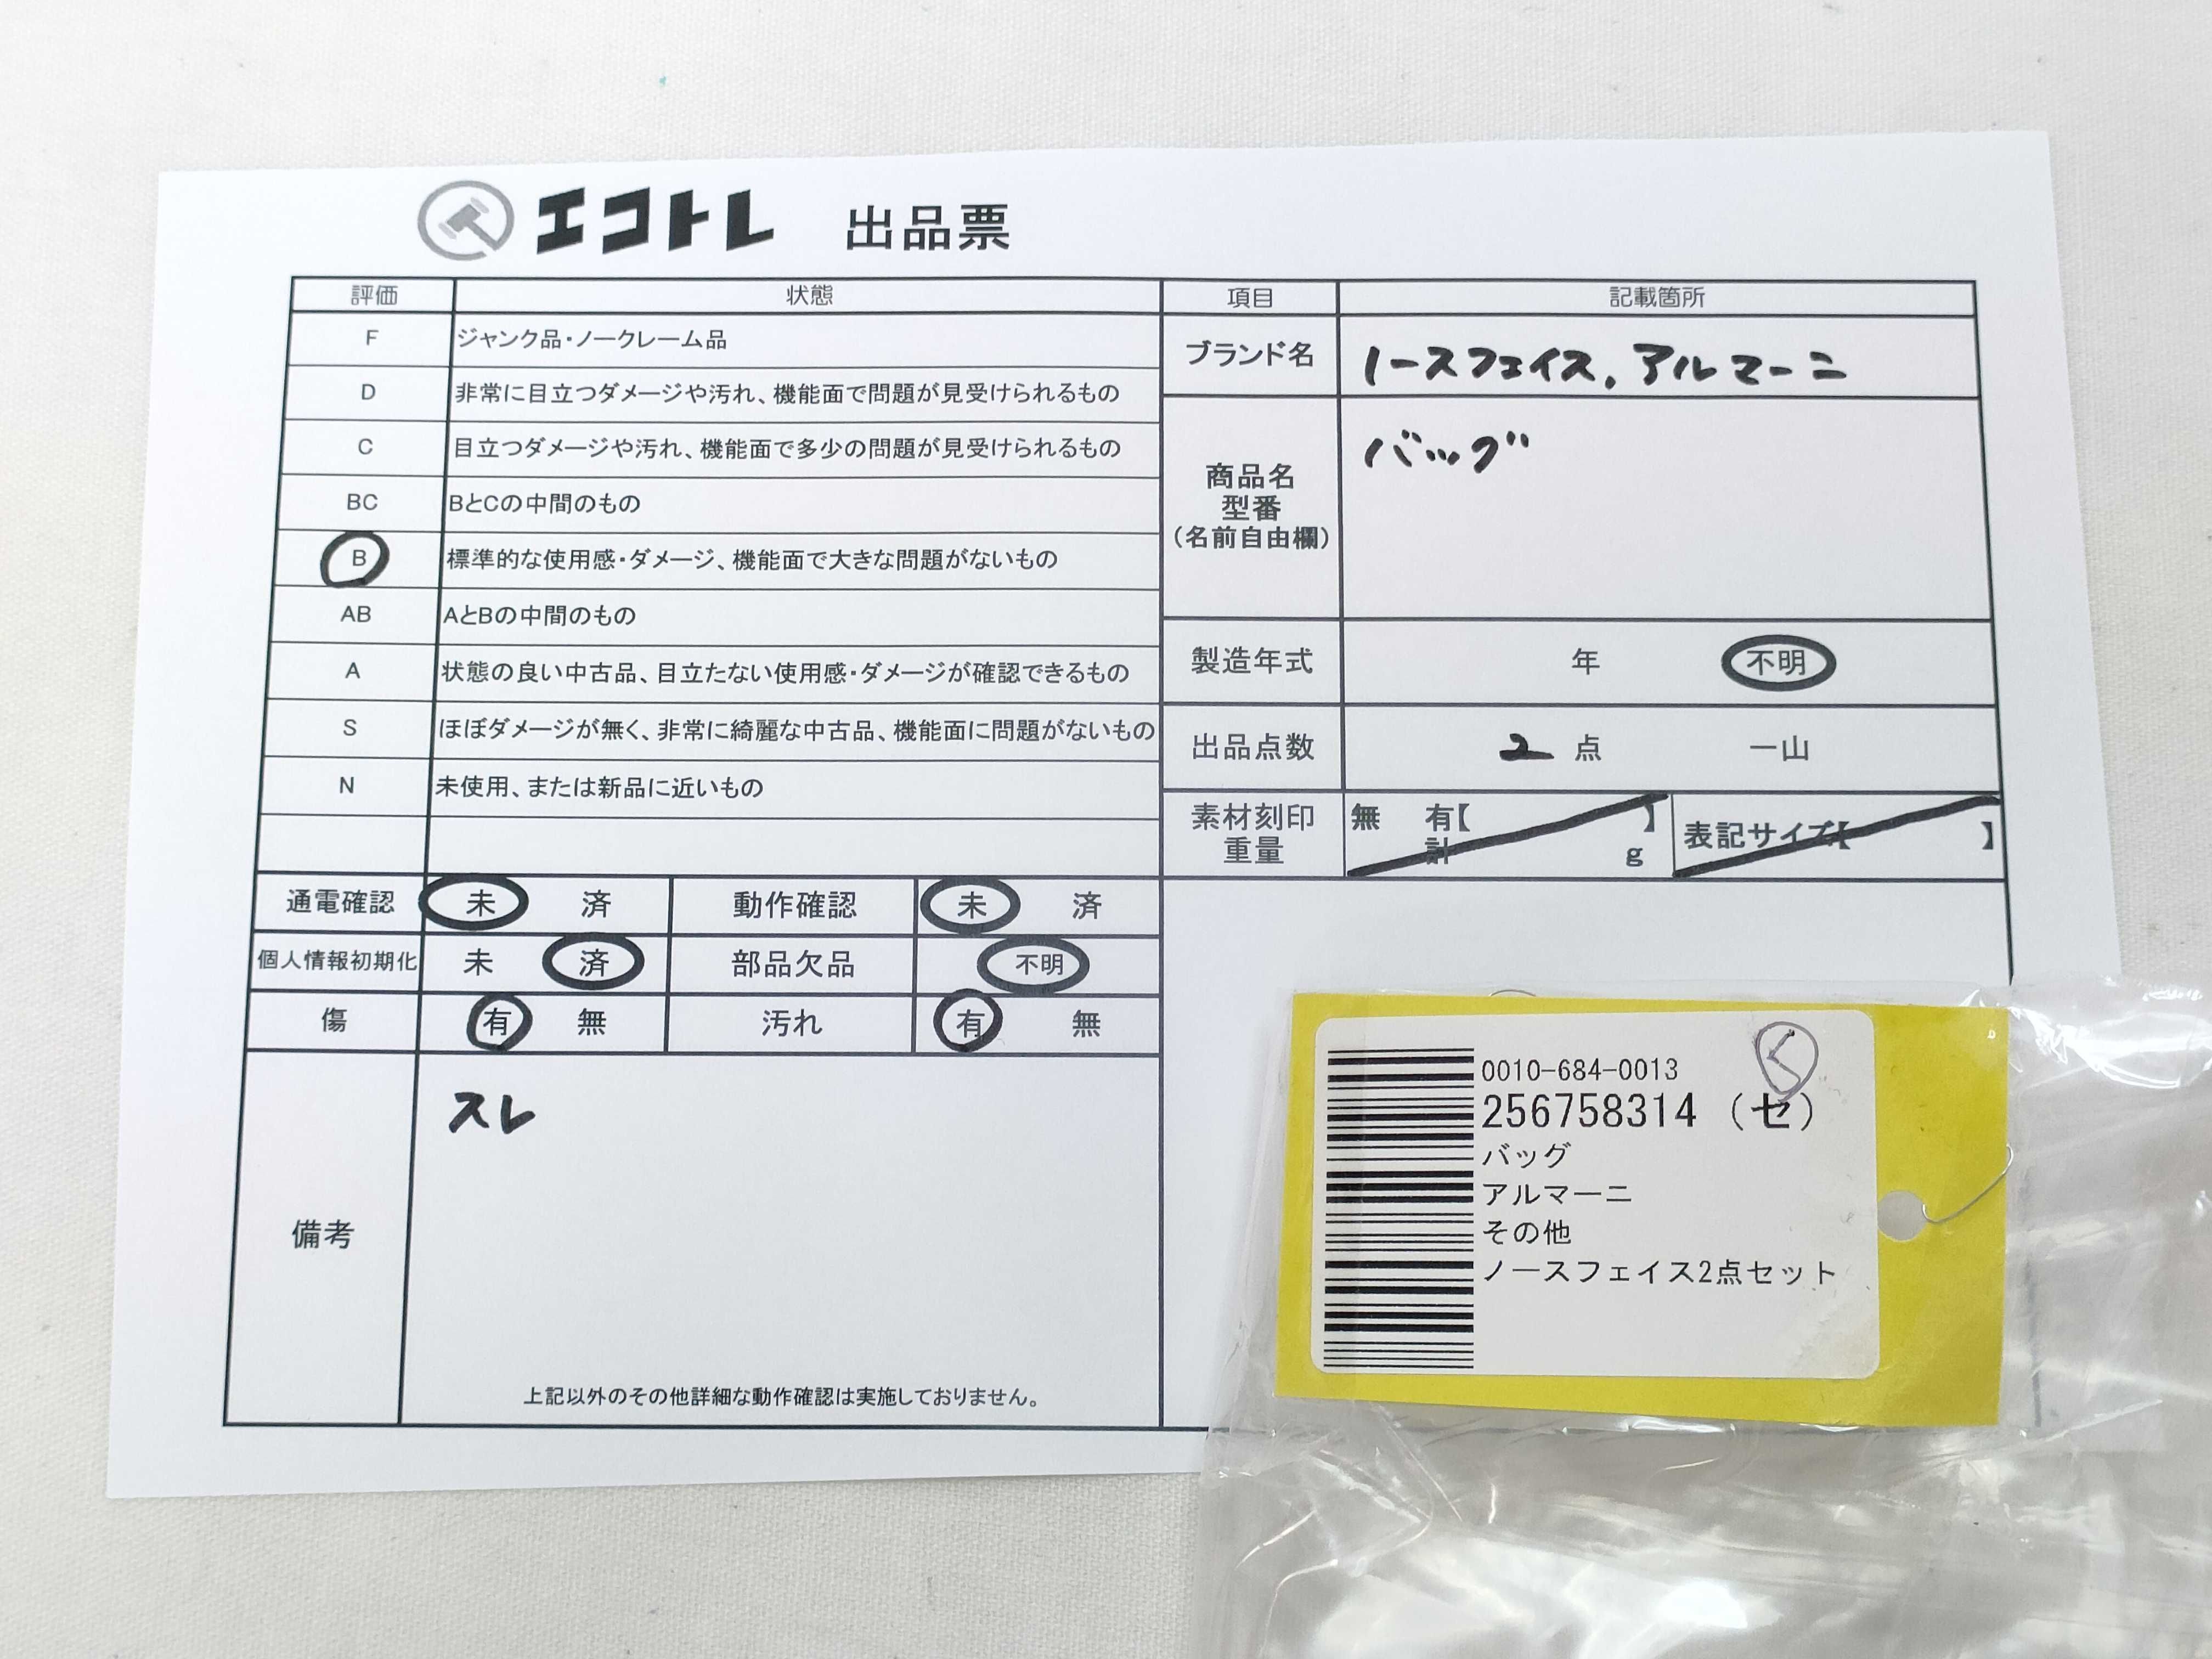 エコトレ 出品票
評価 状態
F ジャンク品・ノークレーム品
D 非常に目立つダメージや汚れ、機能面で問題が見受けられるもの
C 目立つダメージや汚れ、機能面で多少の問題が見受けられるもの
BC BとCの中間のもの
B 標準的な使用感・ダメージ、機能面で大きな問題がないもの
AB AとBの中間のもの
A 状態の良い中古品、目立たない使用感・ダメージが確認できるもの
S ほぼダメージが無く、非常に綺麗な中古品、機能面に問題がないもの
N 未使用、または新品に近いもの
通電確認 未 済 動作確認 未 済
個人情報初期化 未 済 部品欠品 不明
傷 有 無 汚れ 有 無
備考
スレ
上記以外のその他詳細な動作確認は実施しておりません。
項目 記載箇所
ブランド名 ノースフェイス.アルマーニ
商品名
型番
(名前自由欄)
バッグ
製造年式 年 不明
出品点数 2 点 一山
素材刻印
重量
無 有【 】
計 g
表記サイズ【 】
く
0010-684-0013
256758314 (セ)
バッグ
アルマーニ
その他
ノースフェイス2点セット